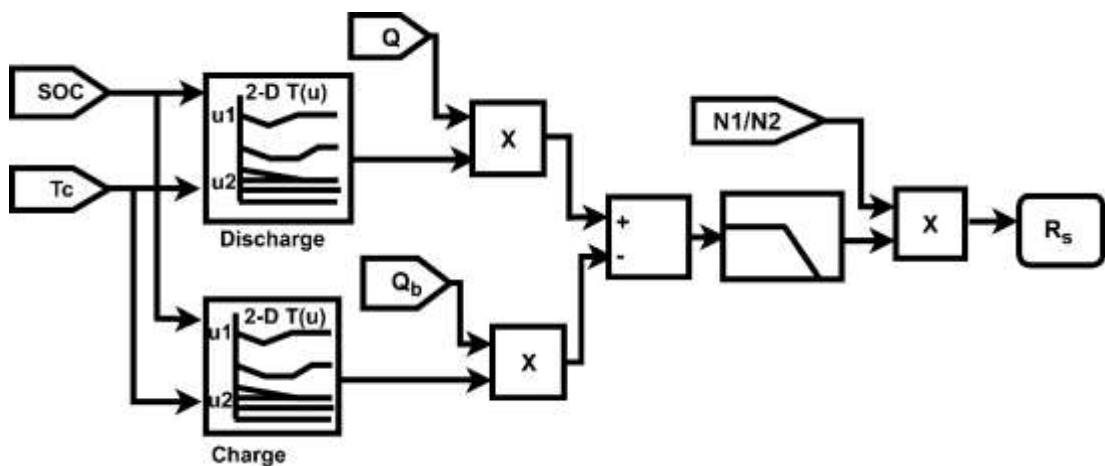 Q
SOC
2-D T(u)
u1
N1/N2
X
u2
Tc
Discharge
+
X
Rs
-
Qb
2-D T(u)
u1
X
u2
Charge